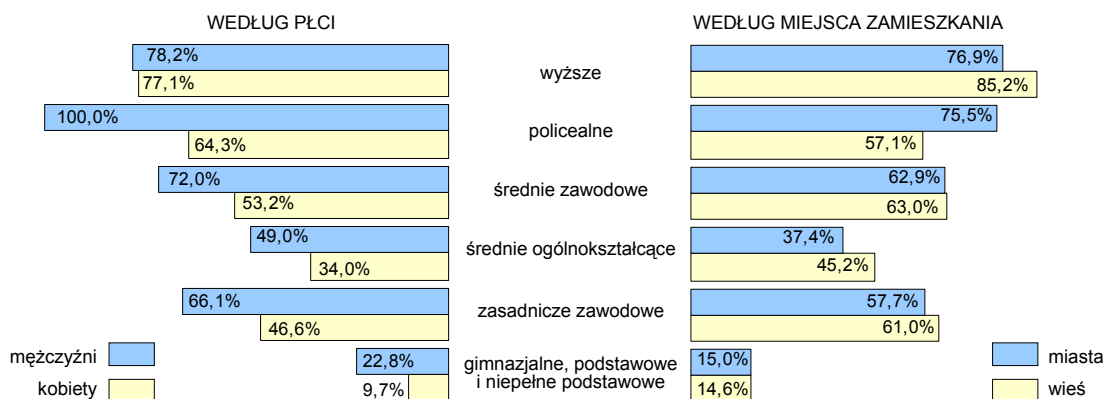 WEDŁUG PŁCI
WEDŁUG MIEJSCA ZAMIESZKANIA
78,2%
77,1%
wyższe
76,9%
85,2%
100,0%
64,3%
policealne
75,5%
57,1%
72,0%
53,2%
średnie zawodowe
62,9%
63,0%
49,0%
34,0%
średnie ogólnokształcące
37,4%
45,2%
66,1%
46,6%
zasadnicze zawodowe
57,7%
61,0%
mężczyźni
kobiety
22,8%
9,7%
gimnazjalne, podstawowe
i niepełne podstawowe
15,0%
14,6%
miasta
wieś